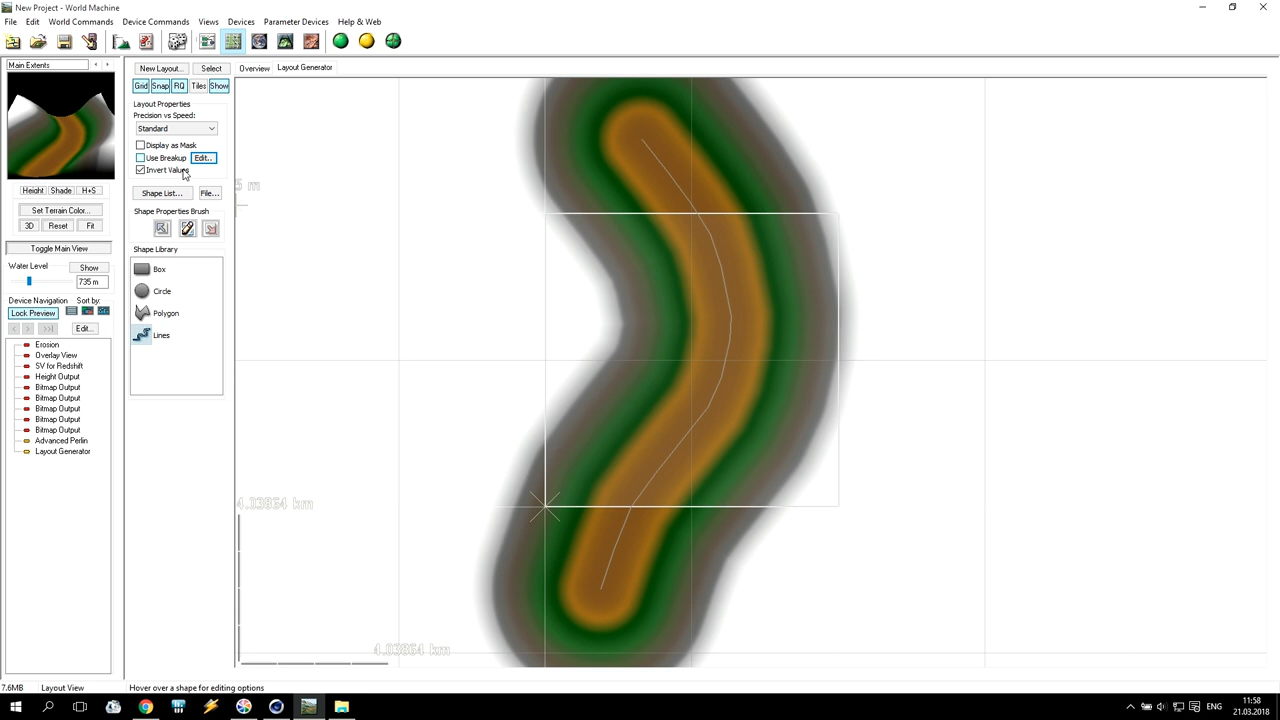 New Project - World Machine
File Edit World Commands Device Commands Views Devices Parameter Devices Help & Web
Main Extents
New Layout... Select
Overview Layout Generator
Grid Snap RQ Tiles Show
Layout Properties
Precision vs Speed:
Standard
Display as Mask
Use Breakup Edit..
Invert Values
Shape List... File...
Shape Properties Brush
Shape Library
Box
Circle
Polygon
Lines
Height Shade H+S
Set Terrain Color...
3D Reset Fit
Toggle Main View
Water Level Show
735 m
Device Navigation Sort by:
Lock Preview
< > >>| Edit...
Erosion
Overlay View
SV for Redshift
Height Output
Bitmap Output
Bitmap Output
Bitmap Output
Bitmap Output
Bitmap Output
Advanced Perlin
Layout Generator
m
4.03864 km
4.03864 km
7.6MB Layout View Hover over a shape for editing options
ENG
11:58
21.03.2018